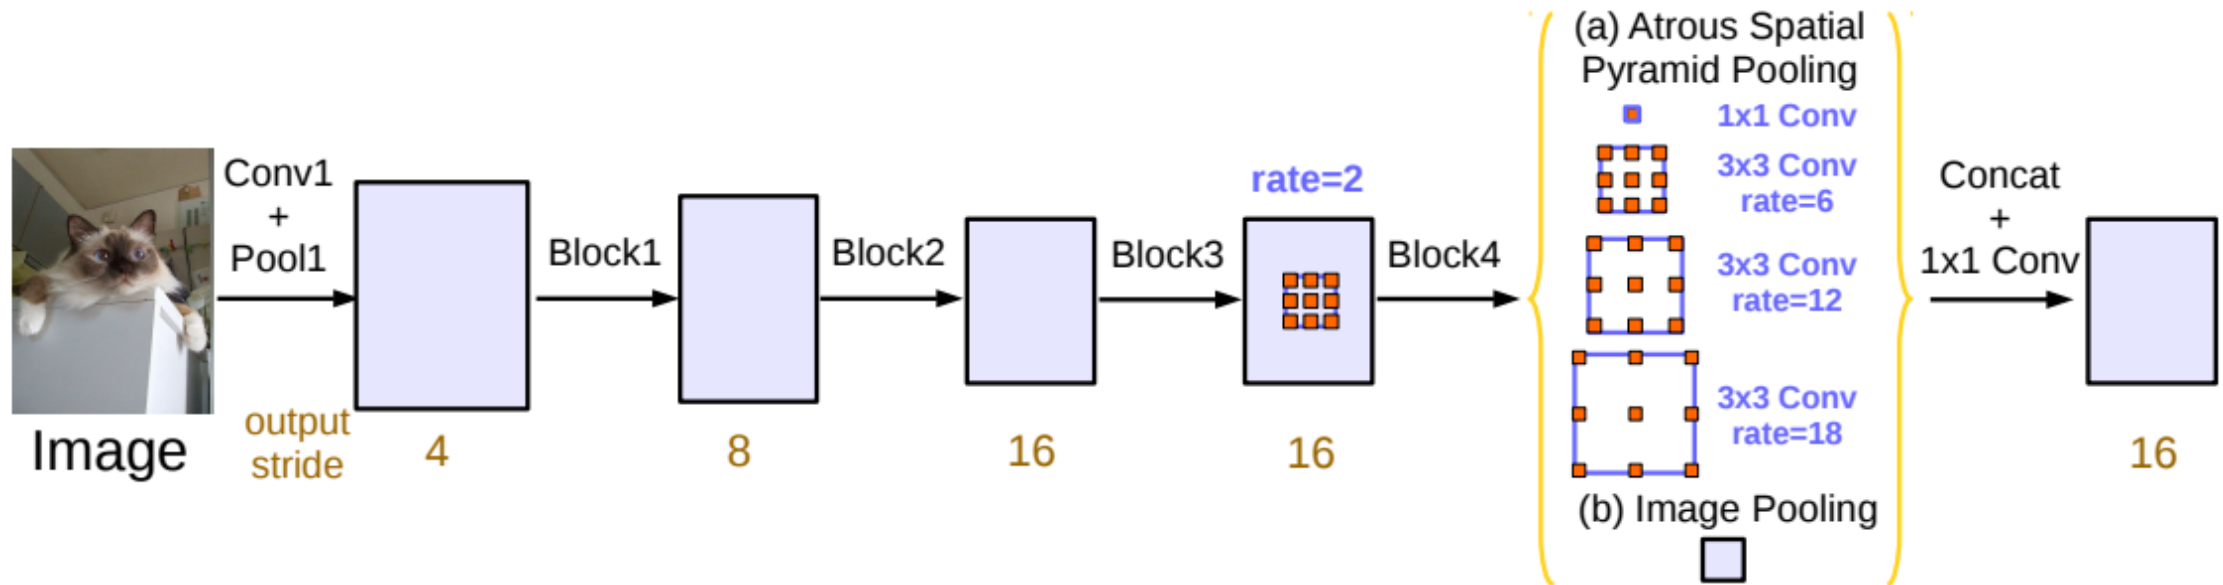 Image
Conv1
+
Pool1
output
stride
4
Block1
8
Block2
16
Block3
rate=2
16
Block4
(a) Atrous Spatial
Pyramid Pooling
1x1 Conv
3x3 Conv
rate=6
3x3 Conv
rate=12
3x3 Conv
rate=18
(b) Image Pooling
Concat
+
1x1 Conv
16